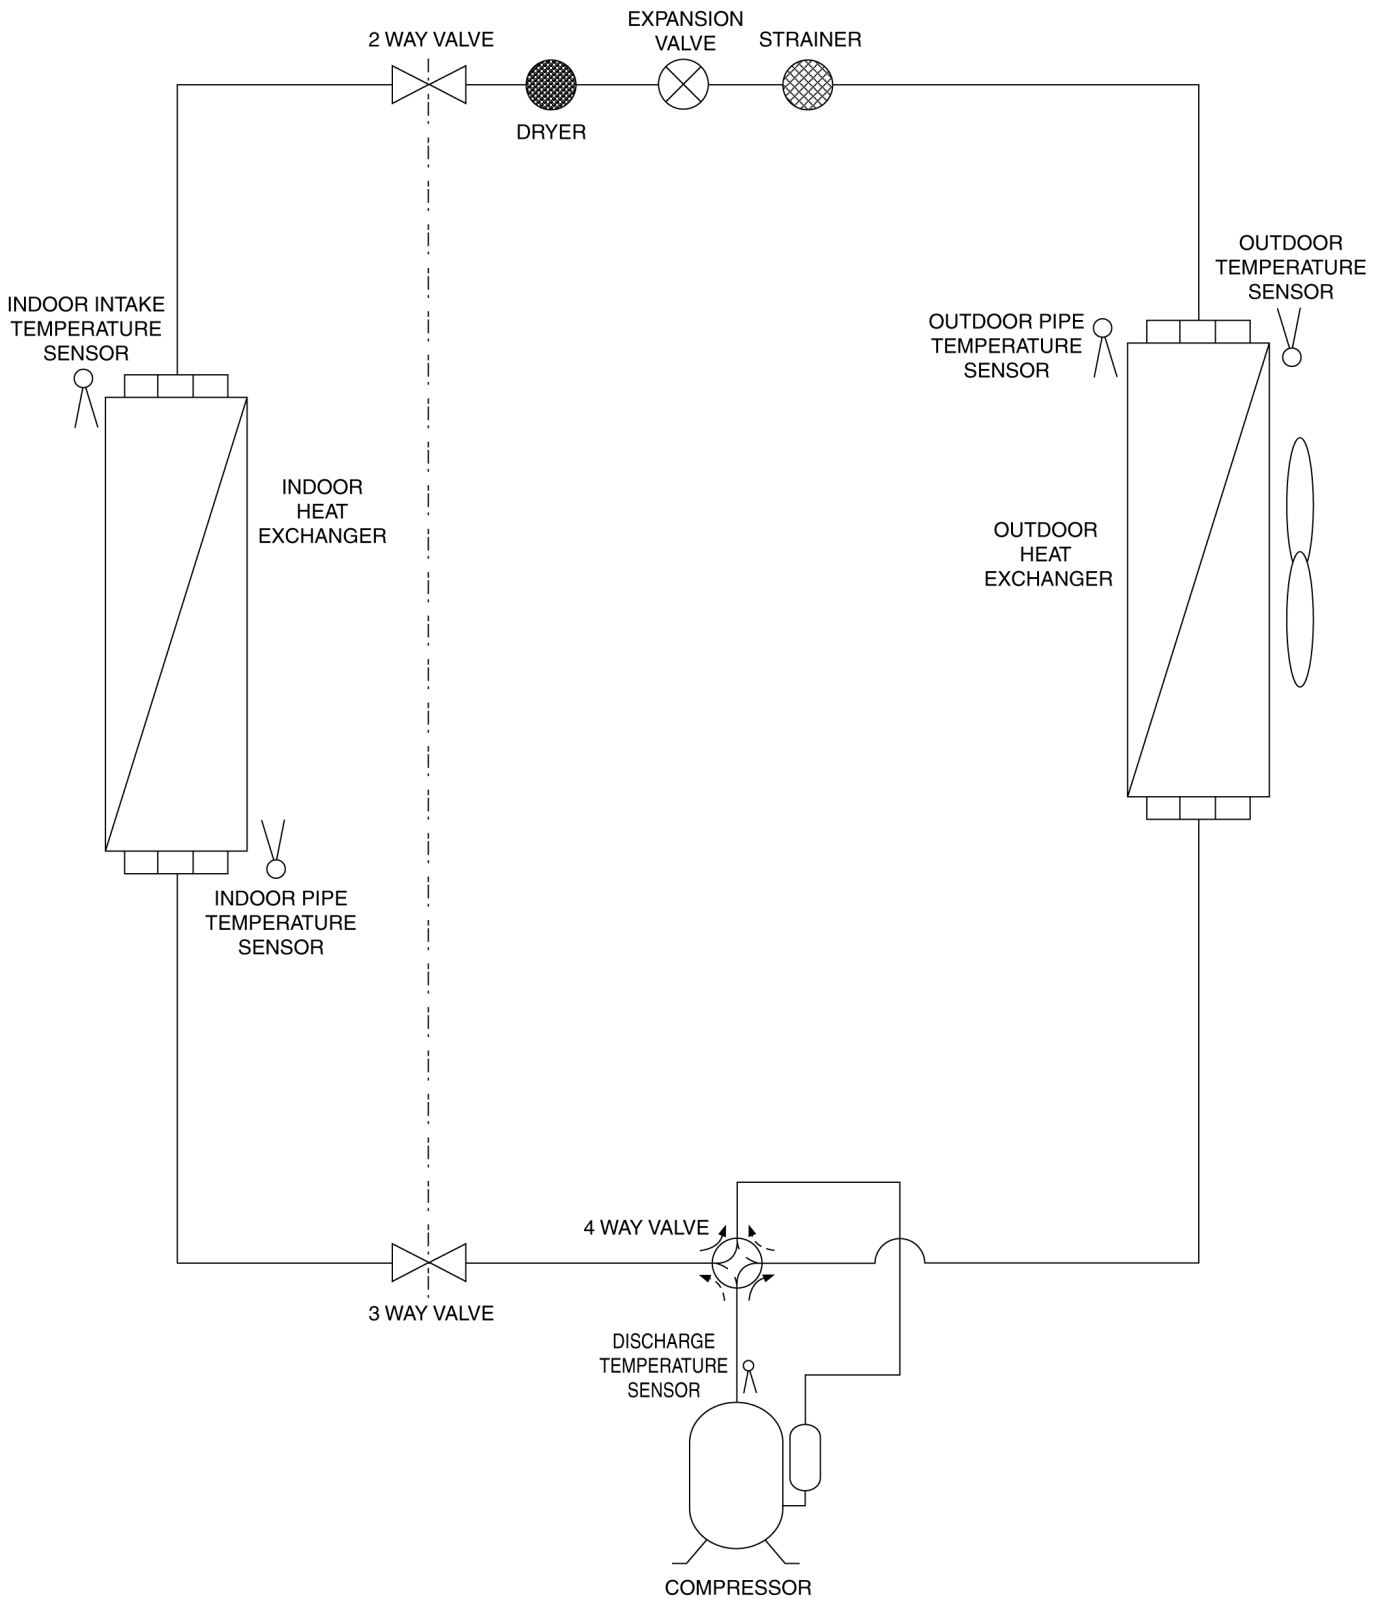 EXPANSION
VALVE
2 WAY VALVE
STRAINER
DRYER
OUTDOOR
TEMPERATURE
SENSOR
INDOOR INTAKE
TEMPERATURE
SENSOR
OUTDOOR PIPE
TEMPERATURE
SENSOR
INDOOR
HEAT
EXCHANGER
OUTDOOR
HEAT
EXCHANGER
INDOOR PIPE
TEMPERATURE
SENSOR
4 WAY VALVE
3 WAY VALVE
DISCHARGE
TEMPERATURE
SENSOR
COMPRESSOR